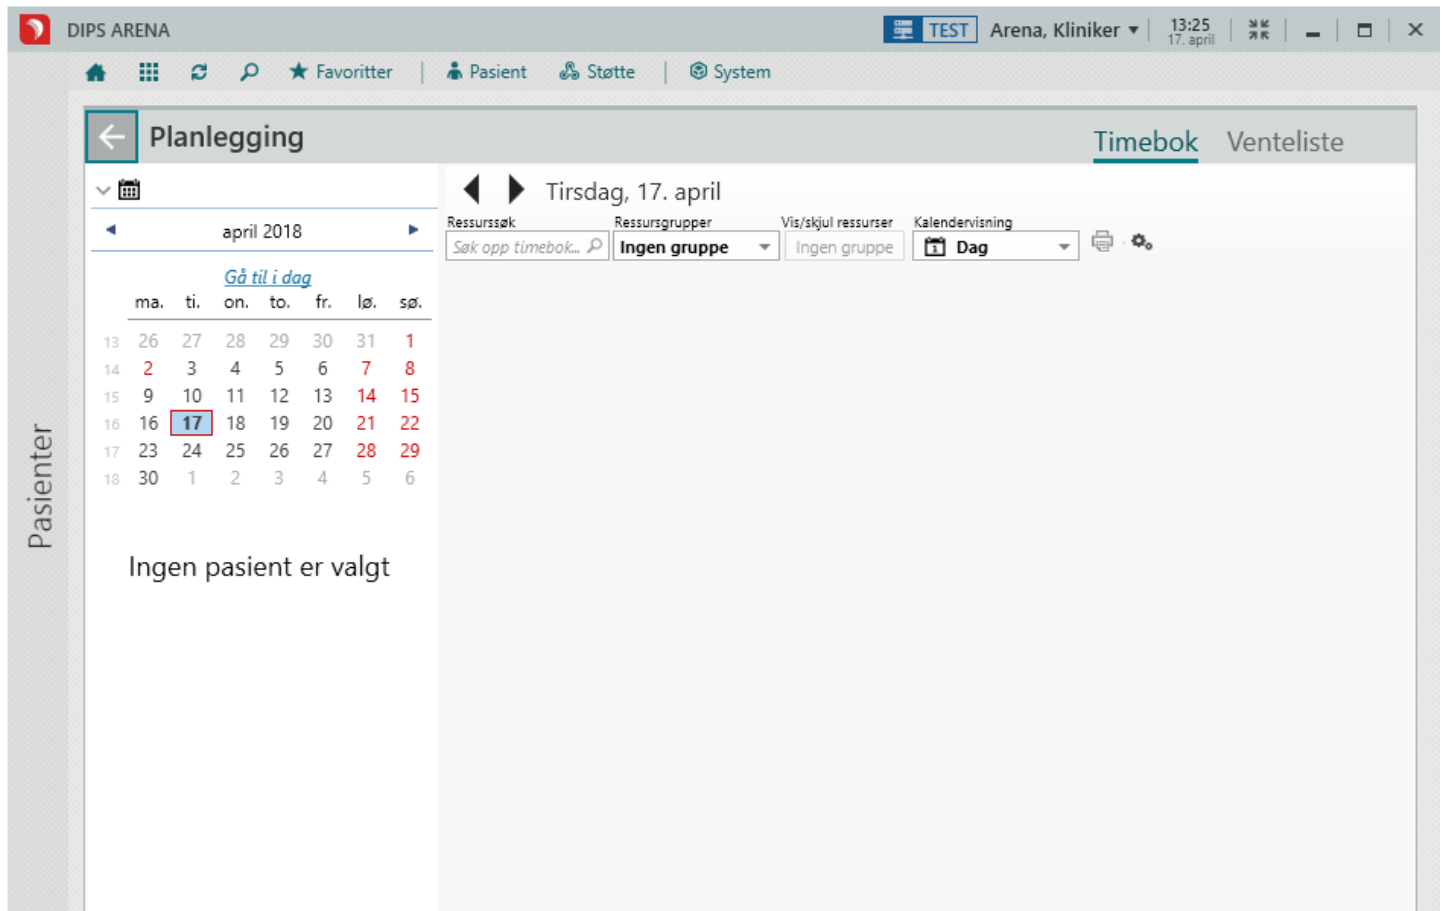 DIPS ARENA
TEST
Arena, Kliniker
13:25
17. april
Favoritter
Pasient
Støtte
System
Pasienter
Planlegging
Timebok
Venteliste
april 2018
Gå til i dag
ma. ti. on. to. fr. lø. sø.
13 26 27 28 29 30 31 1
14 2 3 4 5 6 7 8
15 9 10 11 12 13 14 15
16 16 17 18 19 20 21 22
17 23 24 25 26 27 28 29
18 30 1 2 3 4 5 6
Ingen pasient er valgt
Tirsdag, 17. april
Ressurssøk
Søk opp timebok...
Ressursgrupper
Ingen gruppe
Vis/skjul ressurser
Ingen gruppe
Kalendervisning
1 Dag